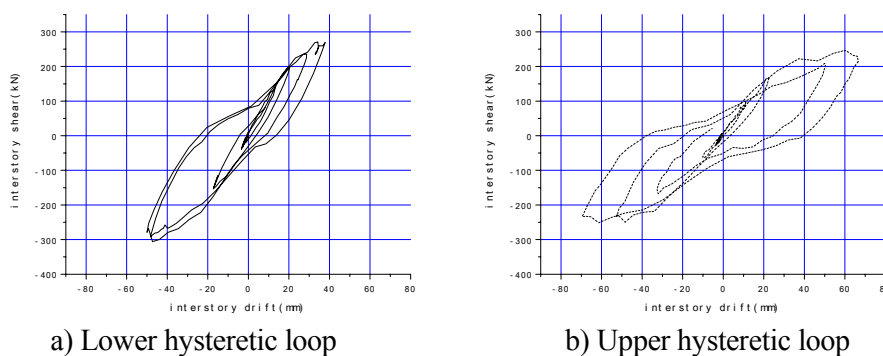 300
200
100
0
-100
-200
-300
-400
interstory shear(kN)
-80 -60 -40 -20 0 20 40 60 80
interstory drift(mm)
a) Lower hysteretic loop
300
200
100
0
-100
-200
-300
-400
interstory shear(kN)
-80 -60 -40 -20 0 20 40 60 80
interstory drift(mm)
b) Upper hysteretic loop